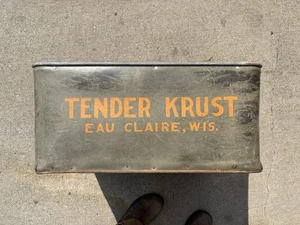 TENDER KRUST
EAU CLAIRE, WIS.